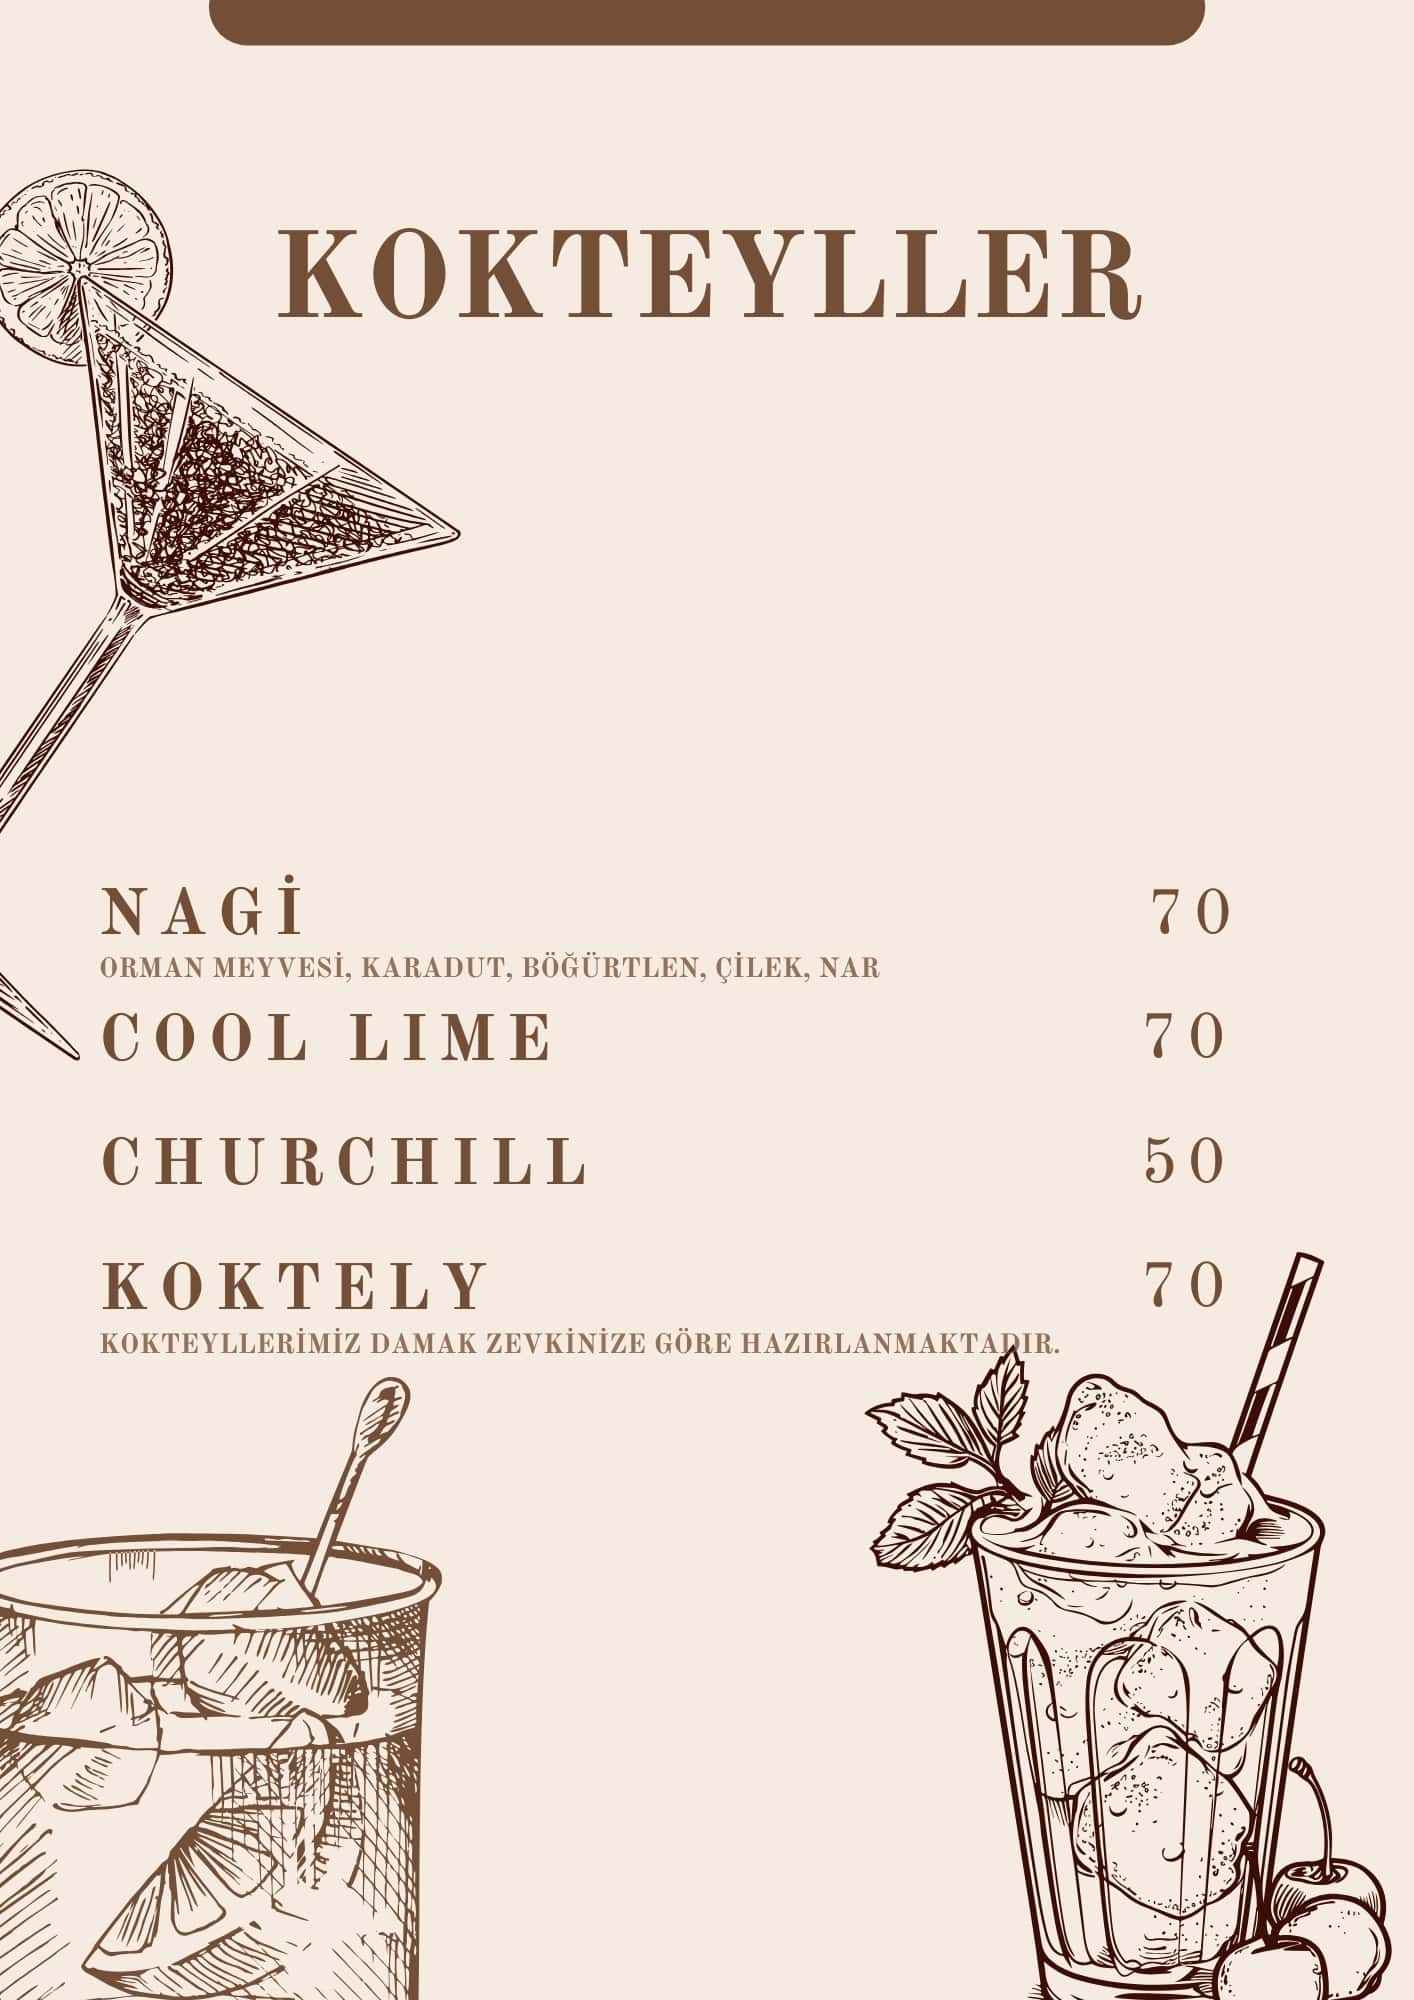 KOKTEYLLER
NAGİ 70
ORMAN MEYVESİ, KARADUT, BÖĞÜRTLEN, ÇİLEK, NAR
COOL LIME 70
CHURCHILL 50
KOKTELY 70
KOKTEYLLERİMİZ DAMAK ZEVKİNİZE GÖRE HAZIRLANMAKTADIR.